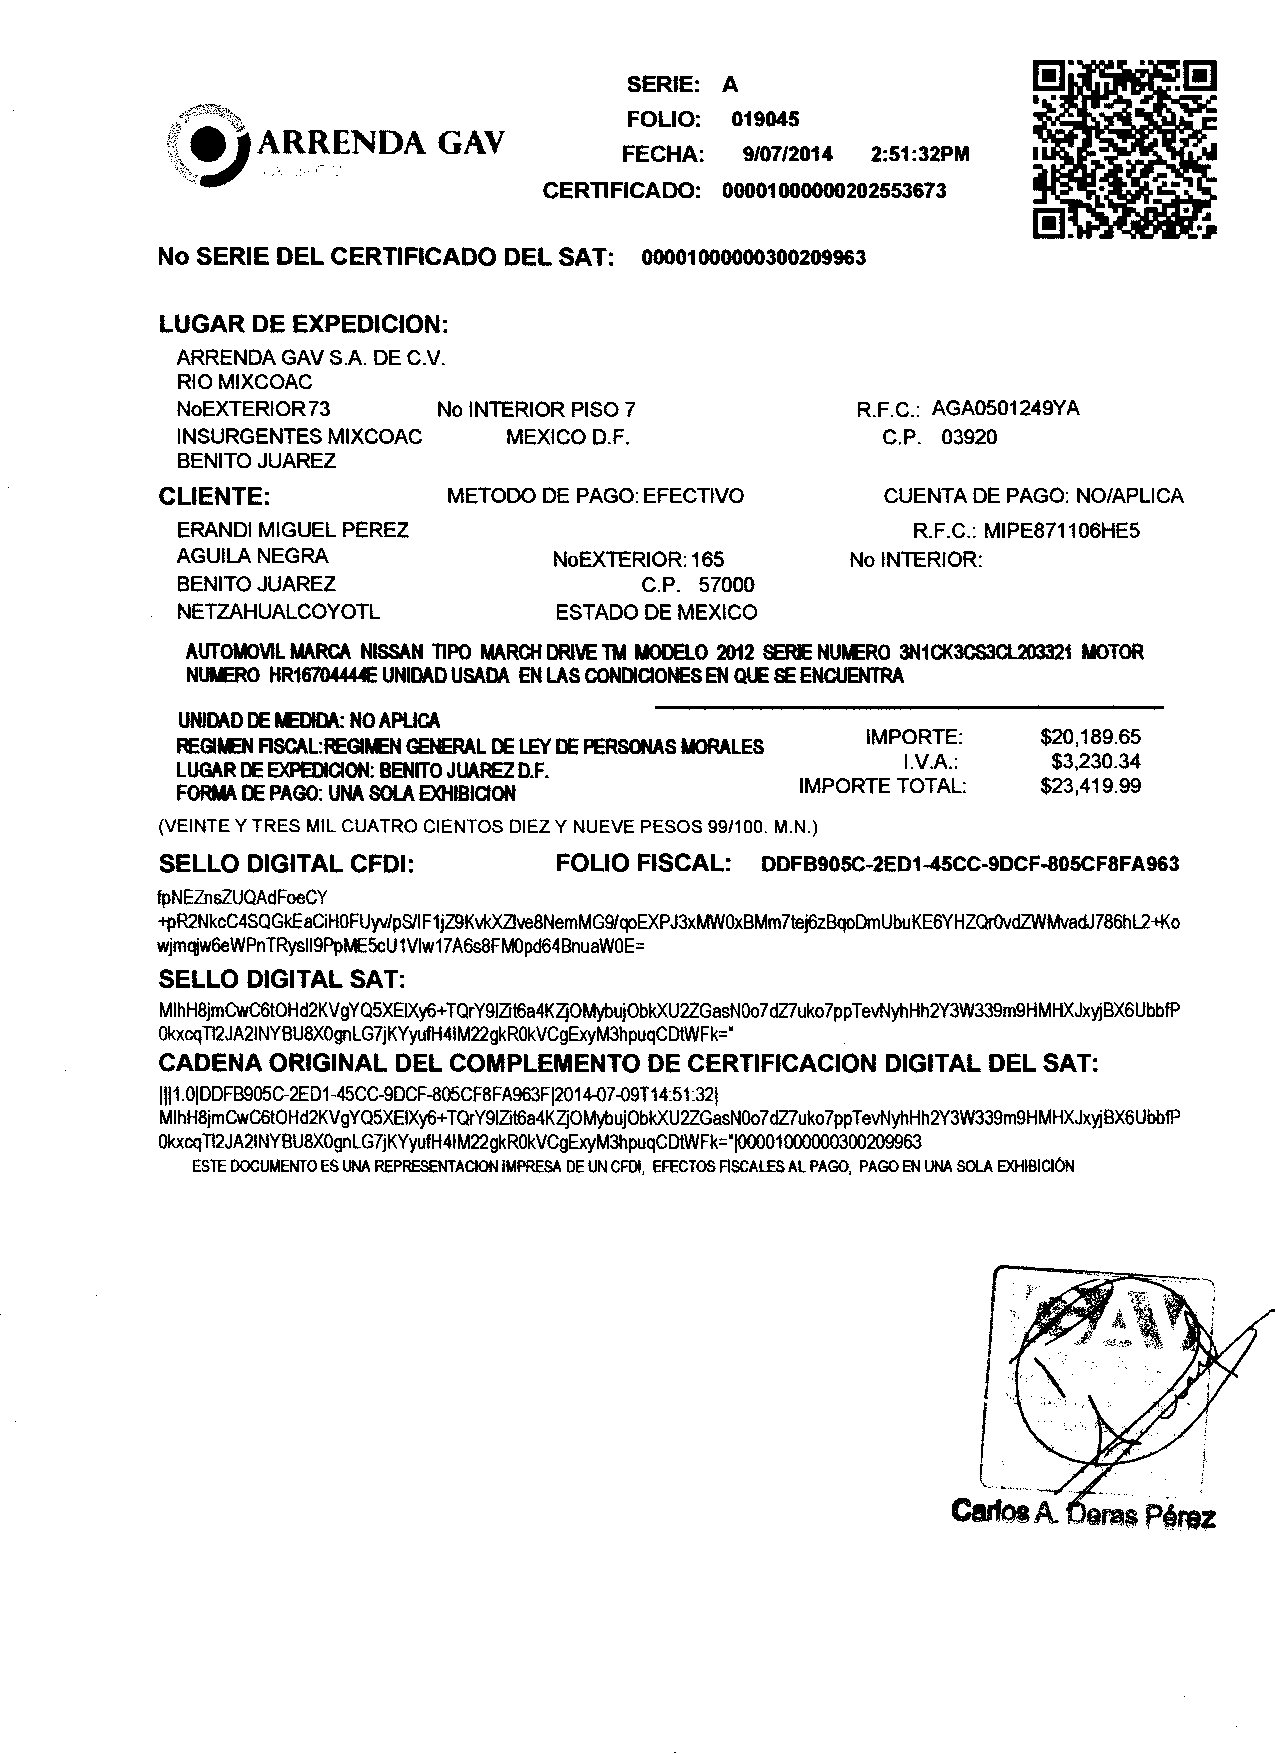 SERIE: A
FOLIO: 019045
ARRENDA GAV
FECHA: 9/07/2014 2:51:32PM
CERTIFICADO: 00001000000202553673
No SERIE DEL CERTIFICADO DEL SAT: 00001000000300209963
LUGAR DE EXPEDICION:
ARRENDA GAV S.A. DE C.V.
RIO MIXCOAC
NoEXTERIOR 73 No INTERIOR PISO 7 R.F.C.: AGA0501249YA
INSURGENTES MIXCOAC MEXICO D.F. C.P. 03920
BENITO JUAREZ
CLIENTE: METODO DE PAGO: EFECTIVO CUENTA DE PAGO: NO/APLICA
ERANDI MIGUEL PEREZ R.F.C.: MIPE871106HE5
AGUILA NEGRA NoEXTERIOR: 165 No INTERIOR:
BENITO JUAREZ C.P. 57000
NETZAHUALCOYOTL ESTADO DE MEXICO
AUTOMOVIL MARCA NISSAN TIPO MARCH DRIVE TM MODELO 2012 SERIE NUMERO 3N1CK3CS3CL203321 MOTOR
NUMERO HR16704444E UNIDAD USADA EN LAS CONDICIONES EN QUE SE ENCUENTRA
UNIDAD DE MEDIDA: NO APLICA
REGIMEN FISCAL:REGIMEN GENERAL DE LEY DE PERSONAS MORALES IMPORTE: $20,189.65
LUGAR DE EXPEDICION: BENITO JUAREZ D.F. I.V.A.: $3,230.34
FORMA DE PAGO: UNA SOLA EXHIBICION IMPORTE TOTAL: $23,419.99
(VEINTE Y TRES MIL CUATRO CIENTOS DIEZ Y NUEVE PESOS 99/100. M.N.)
SELLO DIGITAL CFDI: FOLIO FISCAL: DDFB905C-2ED1-45CC-9DCF-805CF8FA963
fpNEZnsZUQAdFoeCY
+pR2NkcC4SQGkEaCiH0FUyv/pS/IF1jZ9KvkXZIve8NemMG9/qoEXPJ3xMW0xBMm7tej6zBqoDmUbuKE6YHZQr0vdZWMvadJ786hL2+Ko
wjmqjw6eWPnTRysII9PpME5cU1Vlw17A6s8FM0pd64BnuaW0E=
SELLO DIGITAL SAT:
MIhH8jmCwC6tOHd2KVgYQ5XEIXy6+TQrY9IZit6a4KZjOMybujObkXU2ZGasN0o7dZ7uko7ppTevNyhHh2Y3W339m9HMHXJxyjBX6UbbfP
0kxcqTI2JA2INYBU8X0gnLG7jKYyufH4IM22gkR0kVCgExyM3hpuqCDtWFk="
CADENA ORIGINAL DEL COMPLEMENTO DE CERTIFICACION DIGITAL DEL SAT:
|||1.0|DDFB905C-2ED1-45CC-9DCF-805CF8FA963F|2014-07-09T14:51:32|
MIhH8jmCwC6tOHd2KVgYQ5XEIXy6+TQrY9IZit6a4KZjOMybujObkXU2ZGasN0o7dZ7uko7ppTevNyhHh2Y3W339m9HMHXJxyjBX6UbbfP
0kxcqTI2JA2INYBU8X0gnLG7jKYyufH4IM22gkR0kVCgExyM3hpuqCDtWFk="|00001000000300209963
ESTE DOCUMENTO ES UNA REPRESENTACION IMPRESA DE UN CFDI, EFECTOS FISCALES AL PAGO, PAGO EN UNA SOLA EXHIBICIÓN
GAV
Carlos A. Deras Pérez